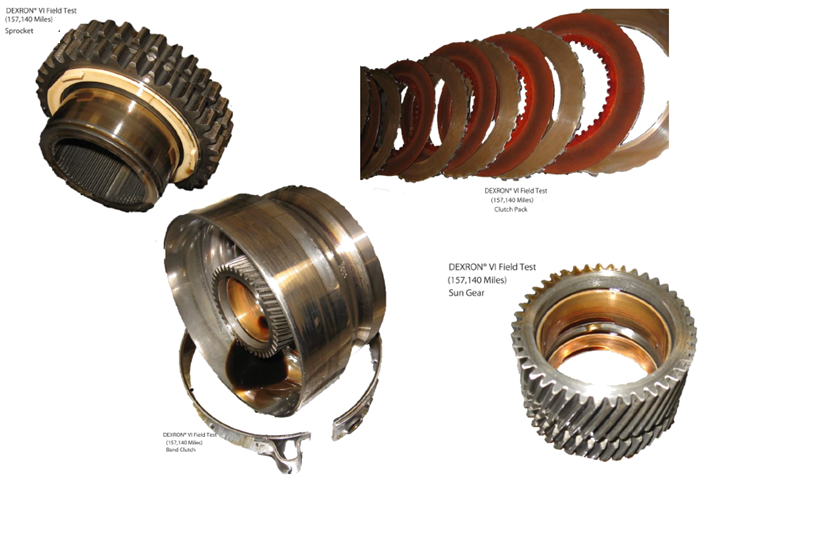 DEXRON® VI Field Test
(157,140 Miles)
Sprocket
DEXRON® VI Field Test
(157,140 Miles)
Clutch Pack
DEXRON® VI Field Test
(157,140 Miles)
Sun Gear
DEXRON® VI Field Test
(157,140 Miles)
Band Clutch